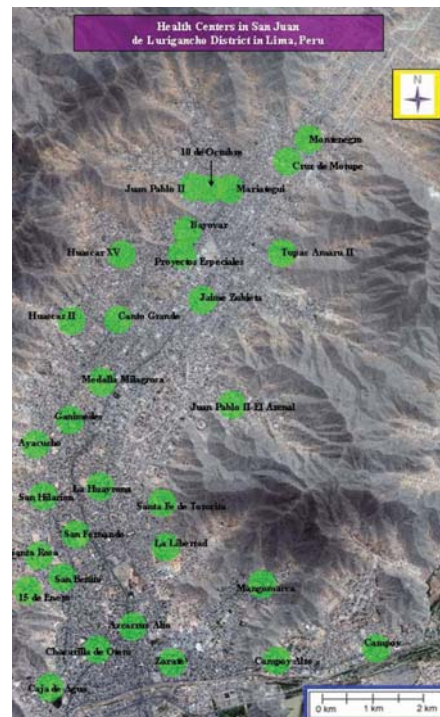 Health Centers in San Juan
de Lurigancho District in Lima, Peru
N
Montenegro
10 de Octubre
Cruz de Motupe
Juan Pablo II
Mariategui
Bayovar
Huascar XV
Proyectos Especiales
Tupac Amaru II
Jaime Zubieta
Huascar II
Canto Grande
Medalla Milagrosa
Juan Pablo II-El Arenal
Ganimedes
Ayacucho
La Huayrona
San Hilarion
Santa Fe de Totorita
San Fernando
La Libertad
Santa Rosa
San Benito
Mangamarca
15 de Enero
Azcarruz Alto
Chacarilla de Otero
Campoy
Zarate
Campoy Alto
Caja de Agua
0 km 1 km 2 km